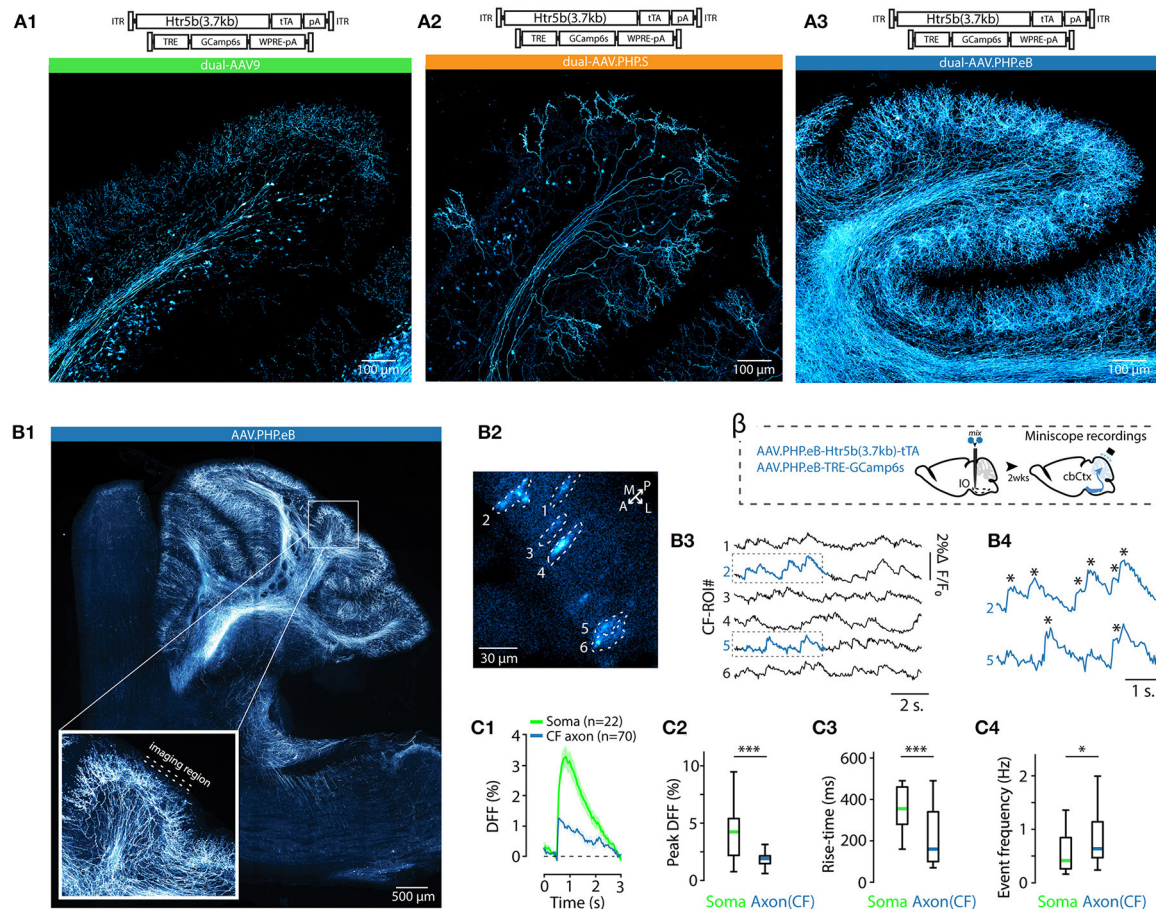 A1
ITR Htr5b(3.7kb) tTA pA ITR
TRE GCamp6s WPRE-pA
dual-AAV9
100 µm
A2
ITR Htr5b(3.7kb) tTA pA ITR
TRE GCamp6s WPRE-pA
dual-AAV.PHP.S
100 µm
A3
ITR Htr5b(3.7kb) tTA pA ITR
TRE GCamp6s WPRE-pA
dual-AAV.PHP.eB
100 µm
B1
AAV.PHP.eB
imaging region
500 µm
B2
M P
A L
1
2
3
4
5
6
30 µm
β
AAV.PHP.eB-Htr5b(3.7kb)-tTA
AAV.PHP.eB-TRE-GCamp6s
mix
IO
2wks
Miniscope recordings
cbCtx
B3
CF-ROI#
1
2
3
4
5
6
2%Δ F/F₀
2 s.
B4
* * * * * *
2
* *
5
1 s.
C1
Soma (n=22)
CF axon (n=70)
DFF (%)
4
3
2
1
0
0 1 2 3
Time (s)
C2
***
Peak DFF (%)
10
5
0
Soma Axon(CF)
C3
***
Rise-time (ms)
600
400
200
0
Soma Axon(CF)
C4
*
Event frequency (Hz)
2
1
0
Soma Axon(CF)